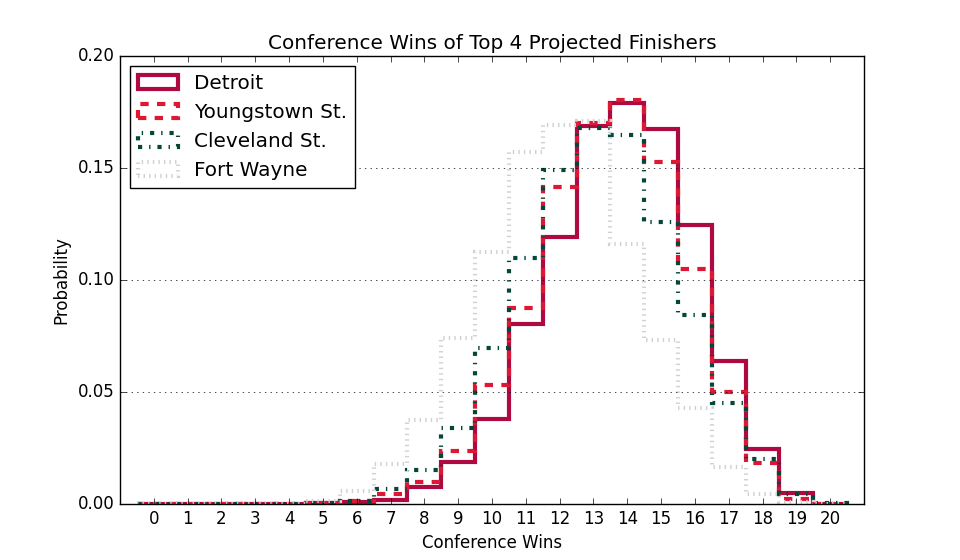 Conference Wins of Top 4 Projected Finishers
0.20
0.15
0.10
0.05
0.00
Probability
Detroit
Youngstown St.
Cleveland St.
Fort Wayne
0 1 2 3 4 5 6 7 8 9 10 11 12 13 14 15 16 17 18 19 20
Conference Wins